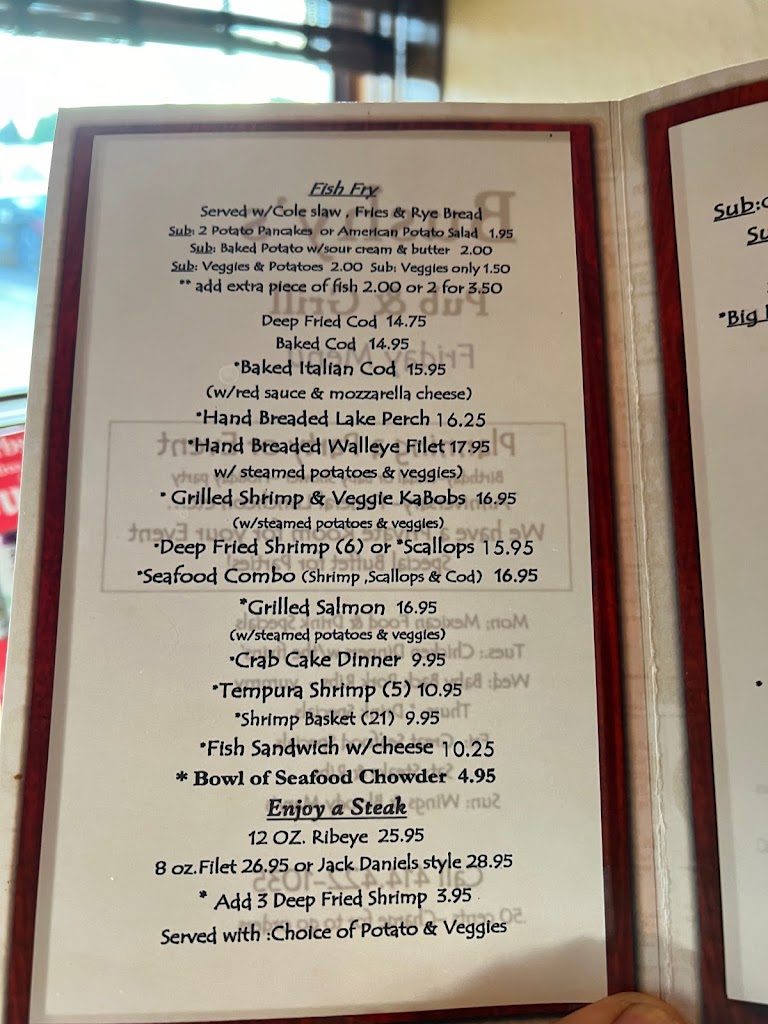 Fish Fry
Served w/Cole slaw , Fries & Rye Bread
Sub: 2 Potato Pancakes or American Potato Salad 1.95
Sub: Baked Potato w/sour cream & butter 2.00
Sub: Veggies & Potatoes 2.00 Sub: Veggies only 1.50
** add extra piece of fish 2.00 or 2 for 3.50
Deep Fried Cod 14.75
Baked Cod 14.95
*Baked Italian Cod 15.95
(w/red sauce & mozzarella cheese)
*Hand Breaded Lake Perch 16.25
*Hand Breaded Walleye Filet 17.95
w/ steamed potatoes & veggies)
* Grilled Shrimp & Veggie KaBobs 16.95
(w/steamed potatoes & veggies)
*Deep Fried Shrimp (6) or *Scallops 15.95
*Seafood Combo (Shrimp ,Scallops & Cod) 16.95
*Grilled Salmon 16.95
(w/steamed potatoes & veggies)
*Crab Cake Dinner 9.95
*Tempura Shrimp (5) 10.95
*Shrimp Basket (21) 9.95
*Fish Sandwich w/cheese 10.25
* Bowl of Seafood Chowder 4.95
Enjoy a Steak
12 OZ. Ribeye 25.95
8 oz.Filet 26.95 or Jack Daniels style 28.95
* Add 3 Deep Fried Shrimp 3.95
Served with :Choice of Potato & Veggies
Sub:
Su
*Big